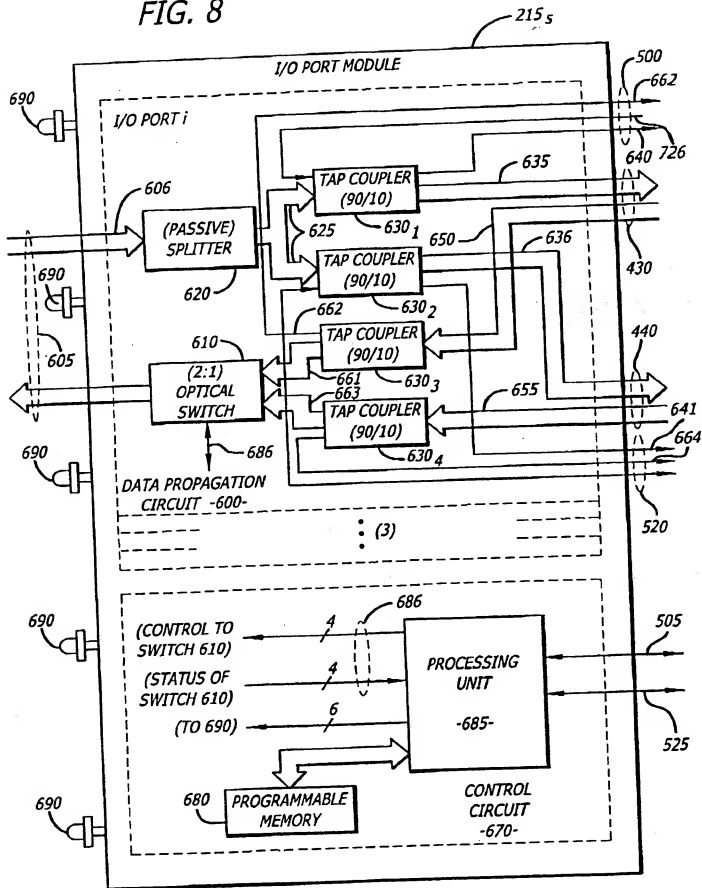 FIG. 8
215 s
I/O PORT MODULE
500
662
690
I/O PORT i
726
640
606
TAP COUPLER
(90/10)
630 1
635
(PASSIVE)
SPLITTER
620
625
650
430
TAP COUPLER
(90/10)
630 2
636
690
662
605
610
(2:1)
OPTICAL
SWITCH
TAP COUPLER
(90/10)
630 3
440
661
663
TAP COUPLER
(90/10)
630 4
655
641
664
686
690
DATA PROPAGATION
CIRCUIT -600-
520
(3)
690
(CONTROL TO
SWITCH 610)
4
686
505
(STATUS OF
SWITCH 610)
4
PROCESSING
UNIT
-685-
(TO 690)
6
525
680
PROGRAMMABLE
MEMORY
CONTROL
CIRCUIT
-670-
690